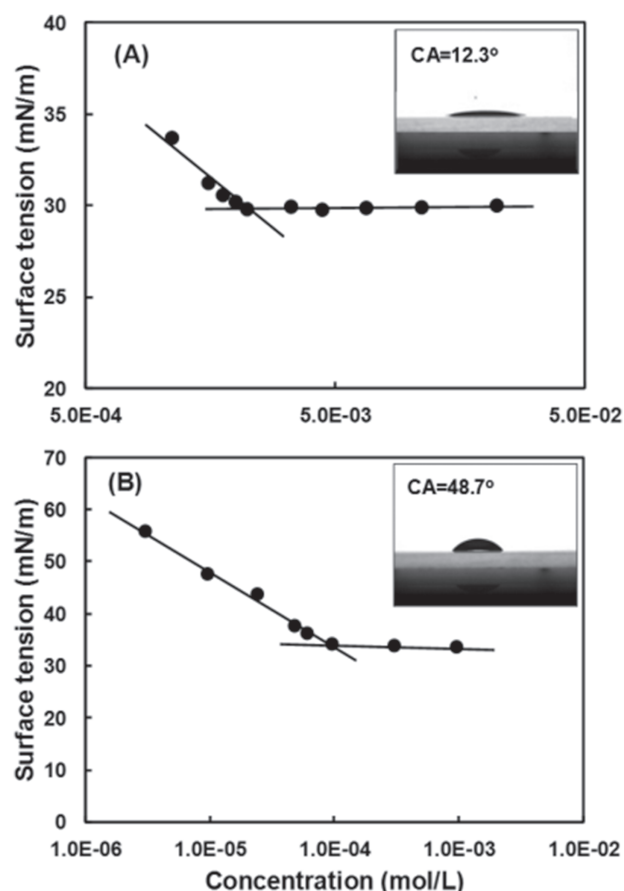 40
(A)
CA=12.3°
35
30
25
20
Surface tension (mN/m)
5.0E-04 5.0E-03 5.0E-02
70
(B)
CA=48.7°
60
50
40
30
20
10
0
Surface tension (mN/m)
1.0E-06 1.0E-05 1.0E-04 1.0E-03 1.0E-02
Concentration (mol/L)